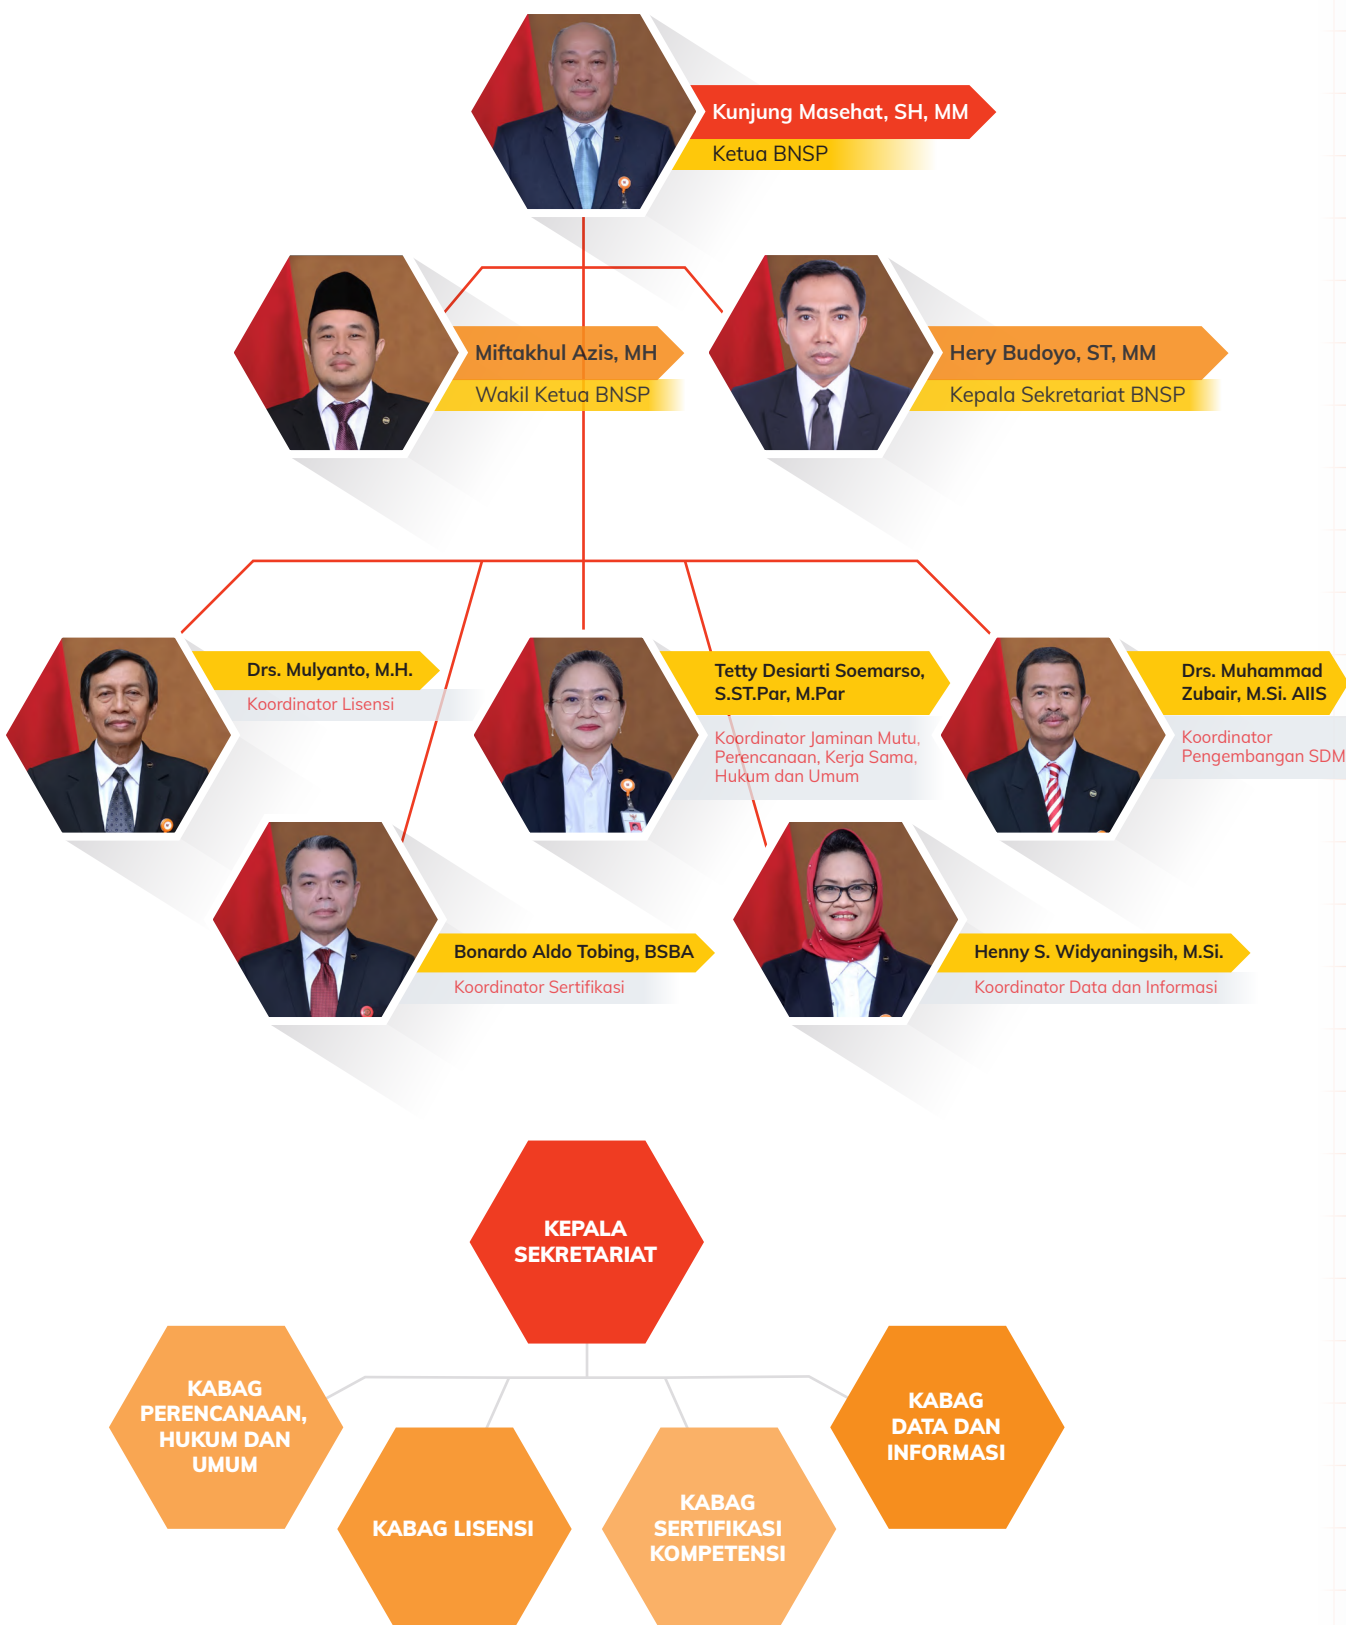 Kunjung Masehat, SH, MM
Ketua BNSP
Miftakhul Azis, MH
Wakil Ketua BNSP
Hery Budoyo, ST, MM
Kepala Sekretariat BNSP
Drs. Mulyanto, M.H.
Koordinator Lisensi
Tetty Desiarti Soemarso,
S.ST.Par, M.Par
Koordinator Jaminan Mutu,
Perencanaan, Kerja Sama,
Hukum dan Umum
Drs. Muhammad
Zubair, M.Si. AIIS
Koordinator
Pengembangan SDM
Bonardo Aldo Tobing, BSBA
Koordinator Sertifikasi
Henny S. Widyaningsih, M.Si.
Koordinator Data dan Informasi
KEPALA
SEKRETARIAT
KABAG
PERENCANAAN,
HUKUM DAN
UMUM
KABAG LISENSI
KABAG
SERTIFIKASI
KOMPETENSI
KABAG
DATA DAN
INFORMASI